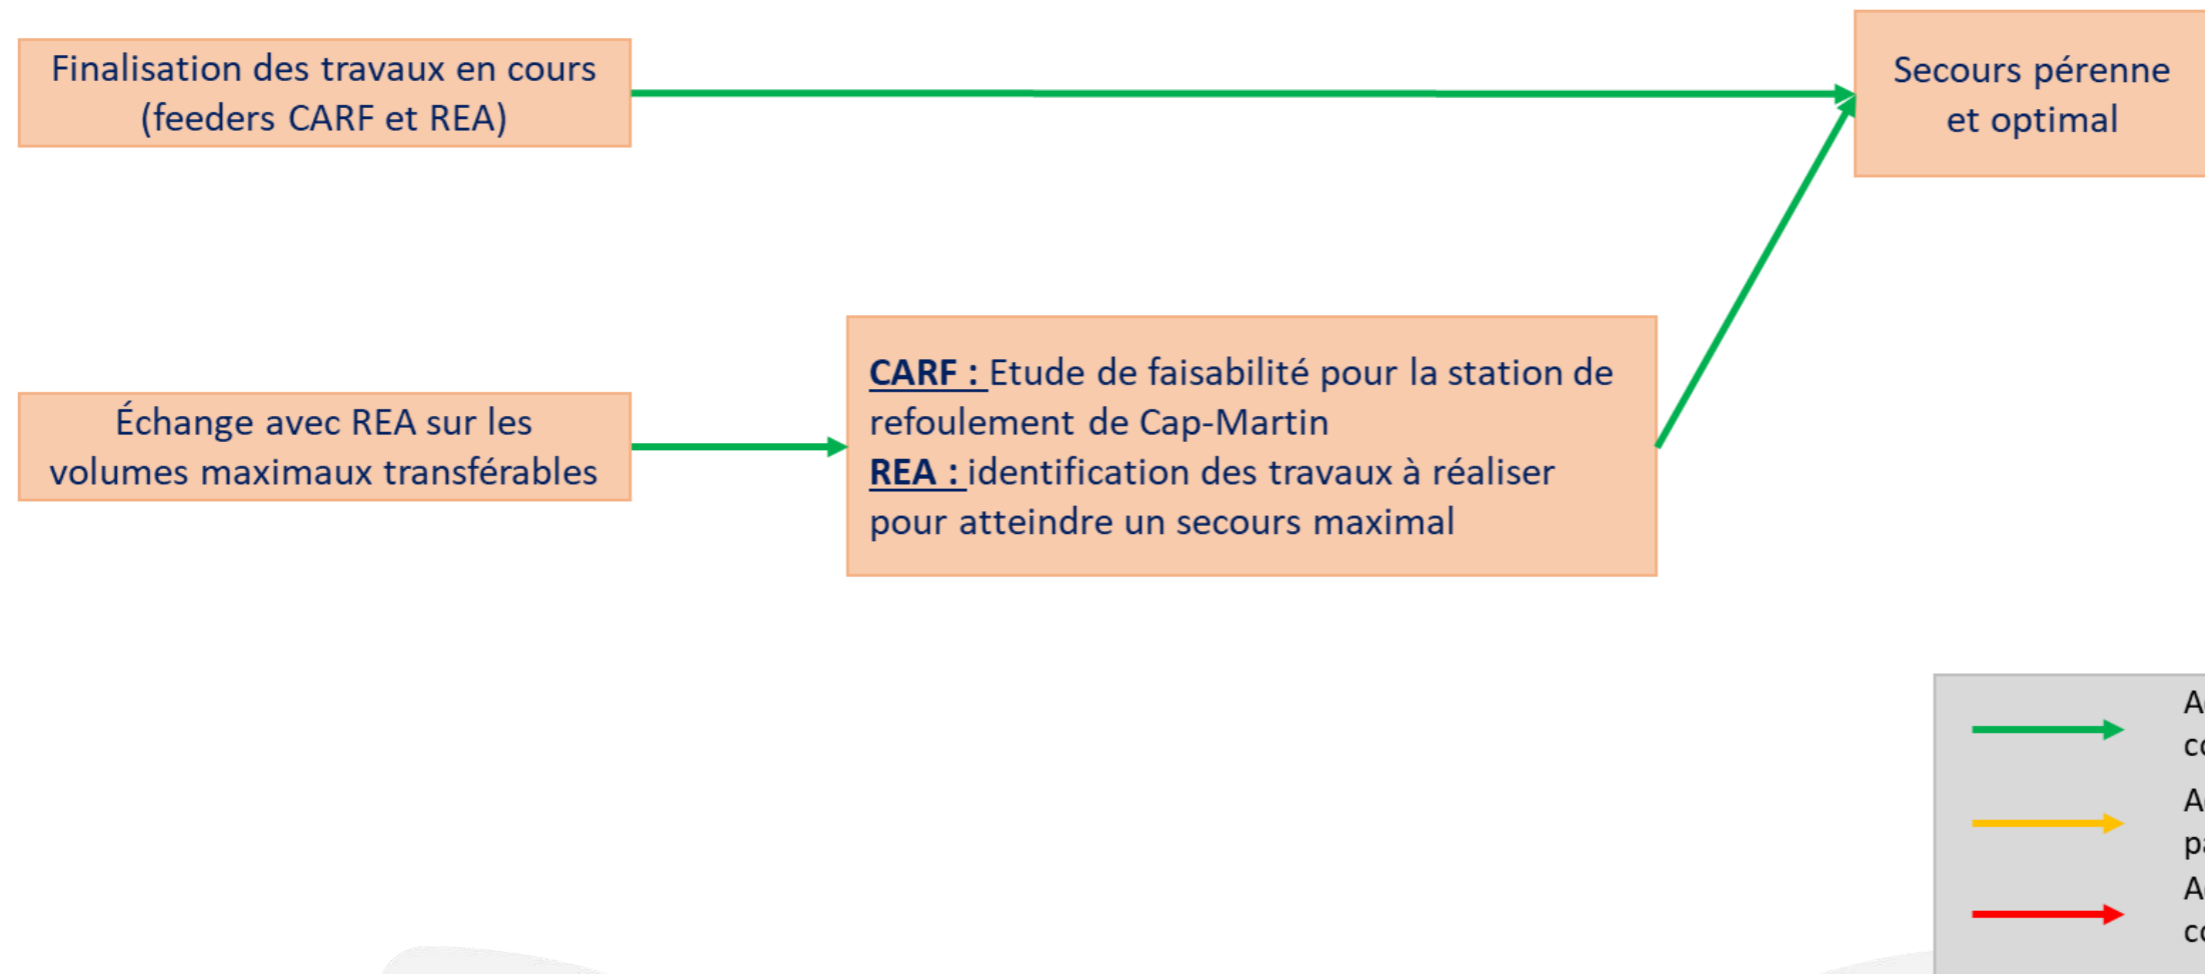 Finalisation des travaux en cours
(feeders CARF et REA)
Secours pérenne
et optimal
Échange avec REA sur les
volumes maximaux transférables
CARF : Etude de faisabilité pour la station de
refoulement de Cap-Martin
REA : identification des travaux à réaliser
pour atteindre un secours maximal